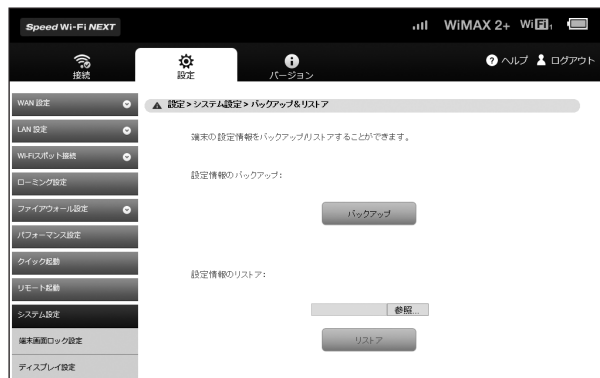 Speed Wi-Fi NEXT
WiMAX 2+ WiFi
接続
設定
バージョン
ヘルプ
ログアウト
WAN 設定
設定 > システム設定 > バックアップ&リストア
LAN 設定
端末の設定情報をバックアップ/リストアすることができます。
Wi-Fiスポット接続
ローミング設定
設定情報のバックアップ:
ファイアウォール設定
バックアップ
パフォーマンス設定
クイック起動
設定情報のリストア:
リモート起動
システム設定
参照...
端末画面ロック設定
リストア
ディスプレイ設定